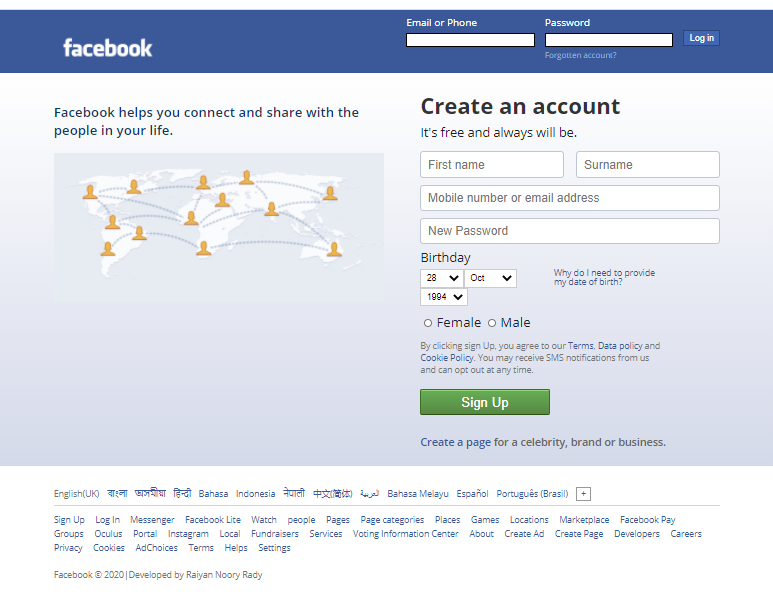 facebook
Email or Phone
Password
Log in
Forgotten account?
Facebook helps you connect and share with the
people in your life.
Create an account
It's free and always will be.
First name
Surname
Mobile number or email address
New Password
Birthday
28
Oct
1994
Why do I need to provide
my date of birth?
Female
Male
By clicking sign Up, you agree to our Terms, Data policy and
Cookie Policy. You may receive SMS notifications from us
and can opt out at any time.
Sign Up
Create a page for a celebrity, brand or business.
English(UK) বাংলা অসমীয়া हिन्दी Bahasa Indonesia नेपाली 中文(简体) العربية Bahasa Melayu Español Português (Brasil) +
Sign Up Log In Messenger Facebook Lite Watch people Pages Page categories Places Games Locations Marketplace Facebook Pay
Groups Oculus Portal Instagram Local Fundraisers Services Voting Information Center About Create Ad Create Page Developers Careers
Privacy Cookies AdChoices Terms Helps Settings
Facebook © 2020|Developed by Raiyan Noory Rady